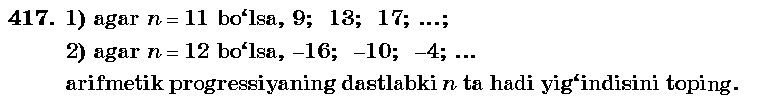 417. 1) agar n = 11 bo‘lsa, 9; 13; 17; ...;
2) agar n = 12 bo‘lsa, –16; –10; –4; ...
arifmetik progressiyaning dastlabki n ta hadi yig‘indisini toping.